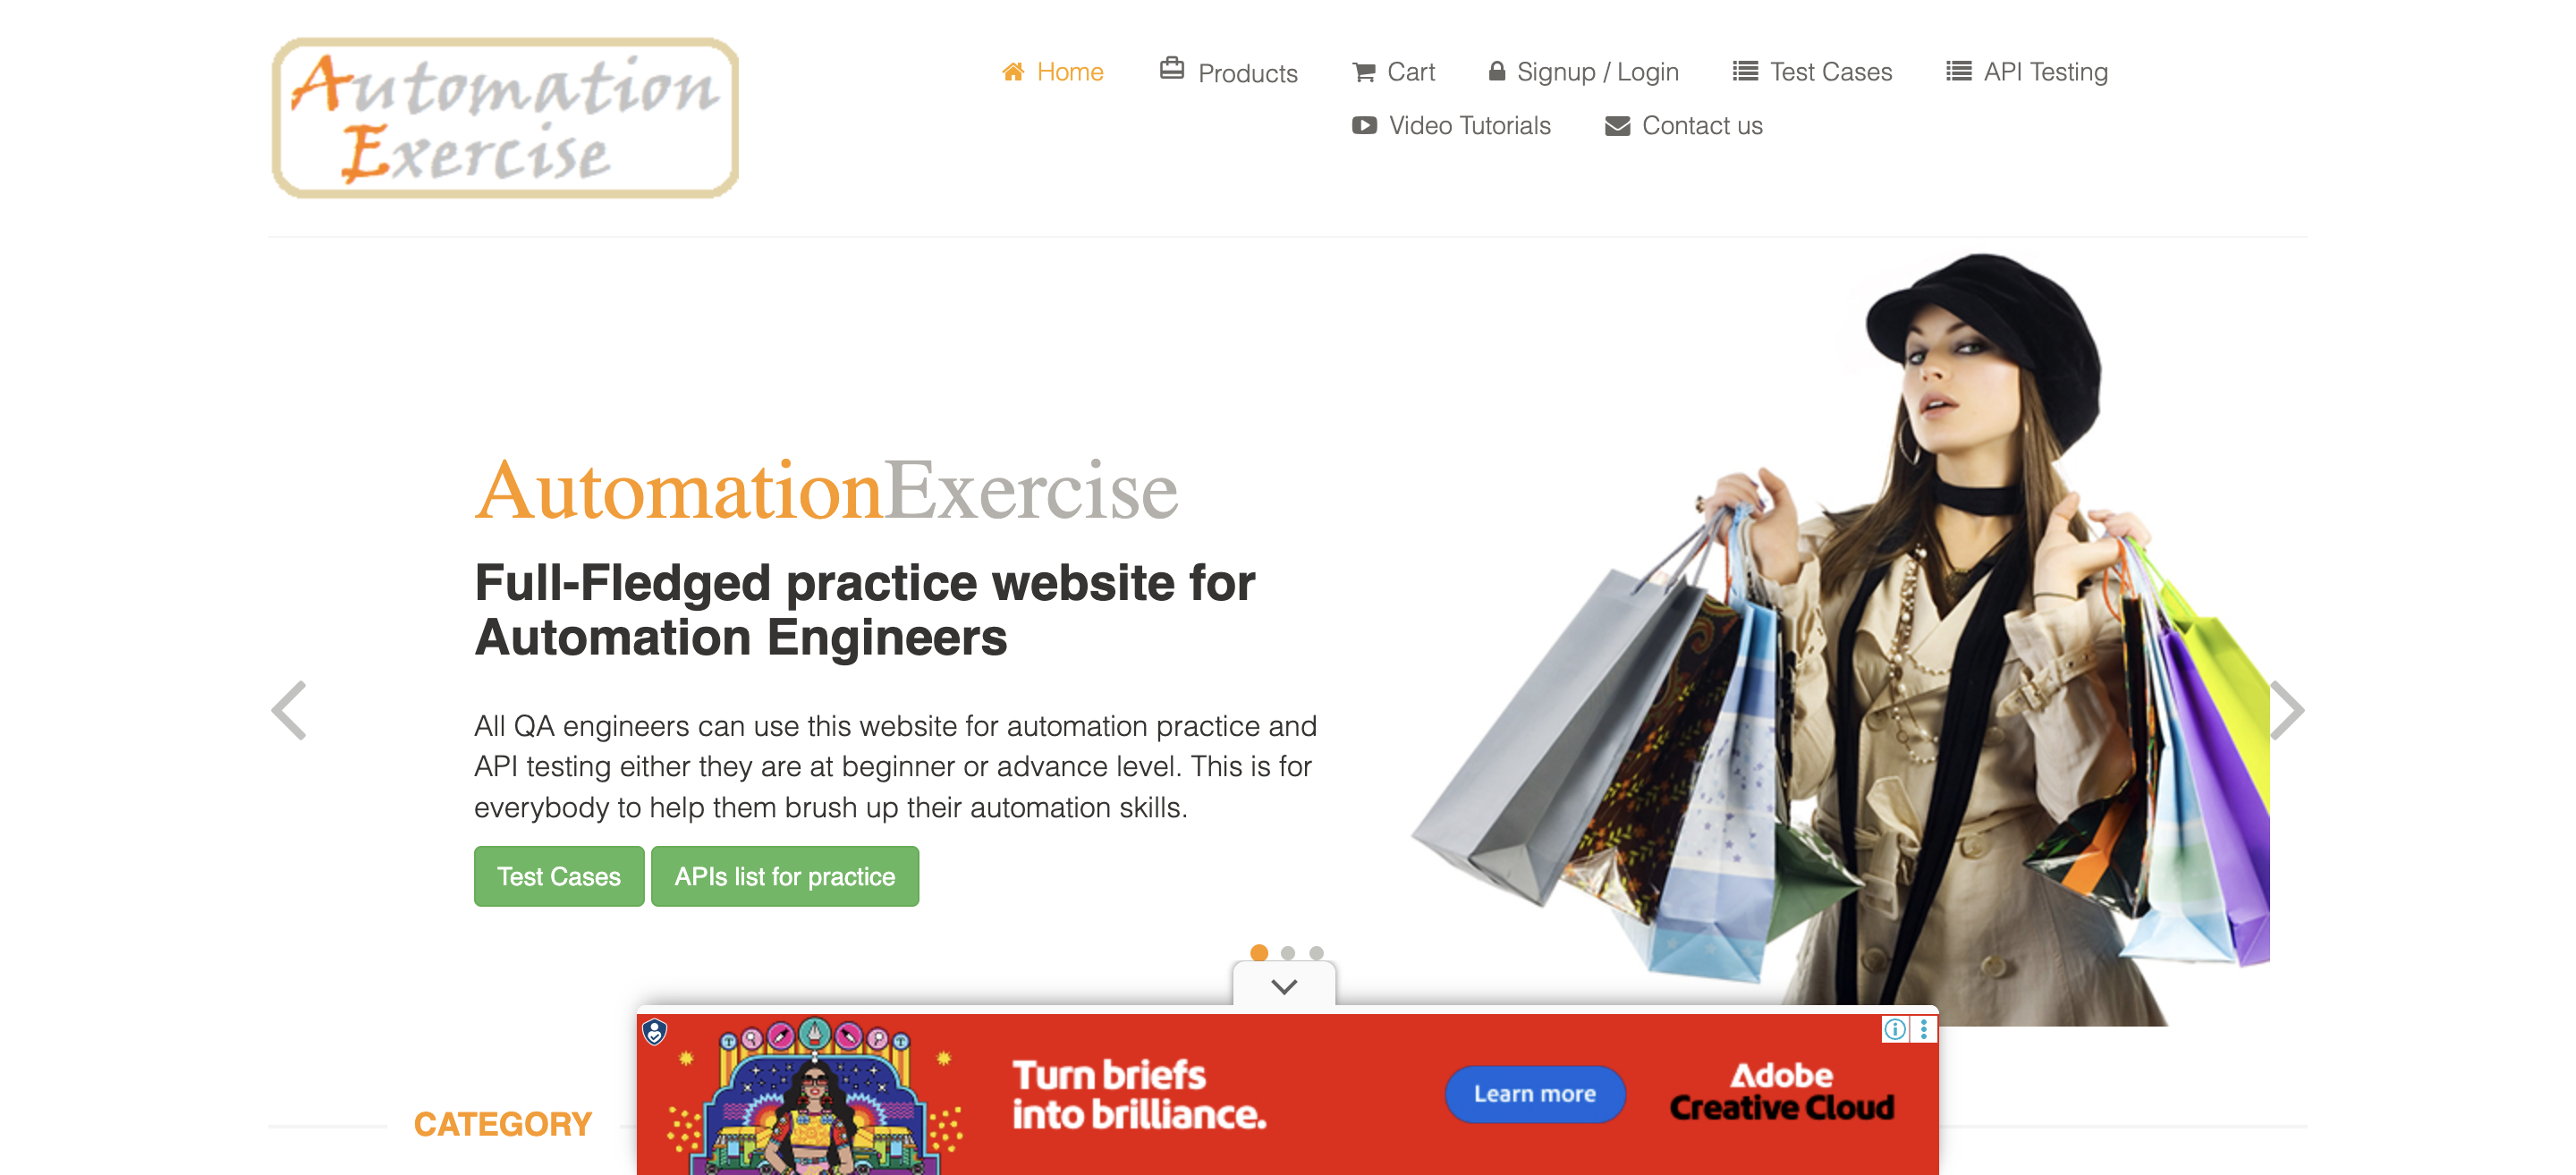 Automation
Exercise
Home
Products
Cart
Signup / Login
Test Cases
API Testing
Video Tutorials
Contact us
AutomationExercise
Full-Fledged practice website for
Automation Engineers
All QA engineers can use this website for automation practice and
API testing either they are at beginner or advance level. This is for
everybody to help them brush up their automation skills.
Test Cases
APIs list for practice
CATEGORY
Turn briefs
into brilliance.
Learn more
Adobe
Creative Cloud